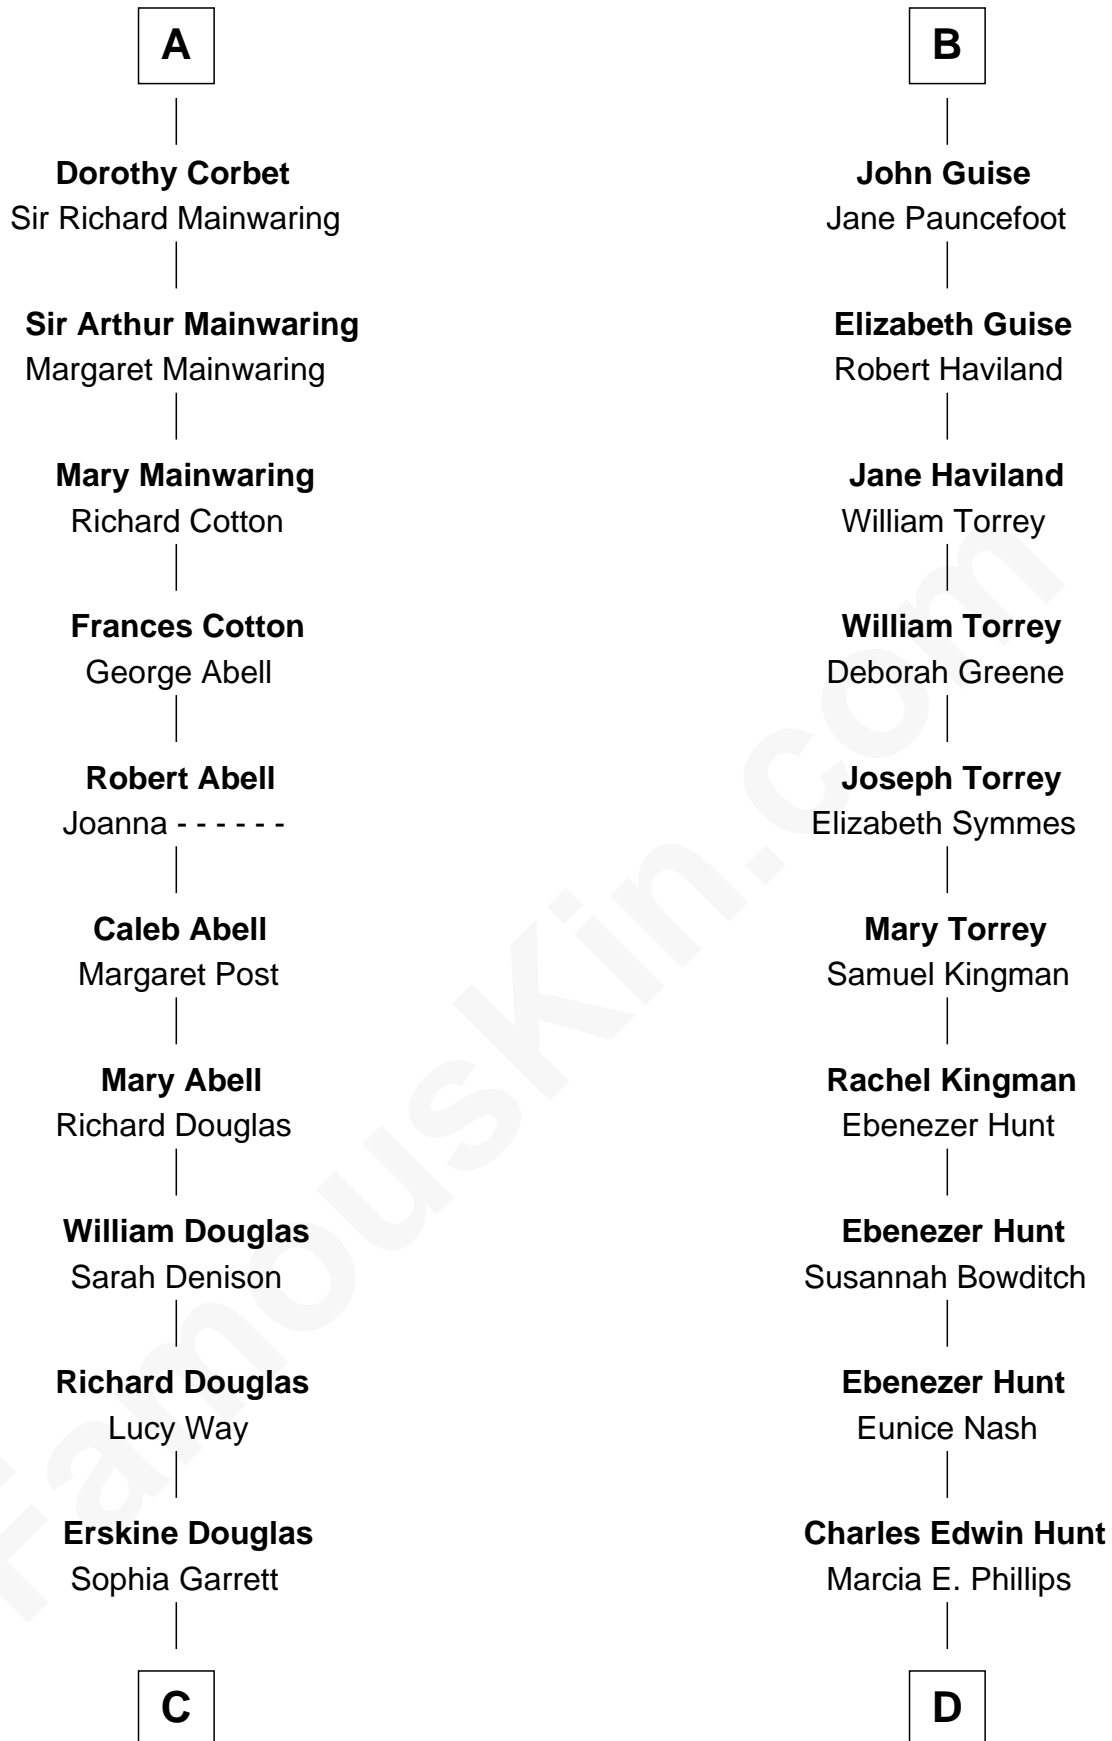 A
Dorothy Corbet
Sir Richard Mainwaring
Sir Arthur Mainwaring
Margaret Mainwaring
Mary Mainwaring
Richard Cotton
Frances Cotton
George Abell
Robert Abell
Joanna - - - - - -
Caleb Abell
Margaret Post
Mary Abell
Richard Douglas
William Douglas
Sarah Denison
Richard Douglas
Lucy Way
Erskine Douglas
Sophia Garrett
C
B
John Guise
Jane Pauncefoot
Elizabeth Guise
Robert Haviland
Jane Haviland
William Torrey
William Torrey
Deborah Greene
Joseph Torrey
Elizabeth Symmes
Mary Torrey
Samuel Kingman
Rachel Kingman
Ebenezer Hunt
Ebenezer Hunt
Susannah Bowditch
Ebenezer Hunt
Eunice Nash
Charles Edwin Hunt
Marcia E. Phillips
D
FamousKin.com